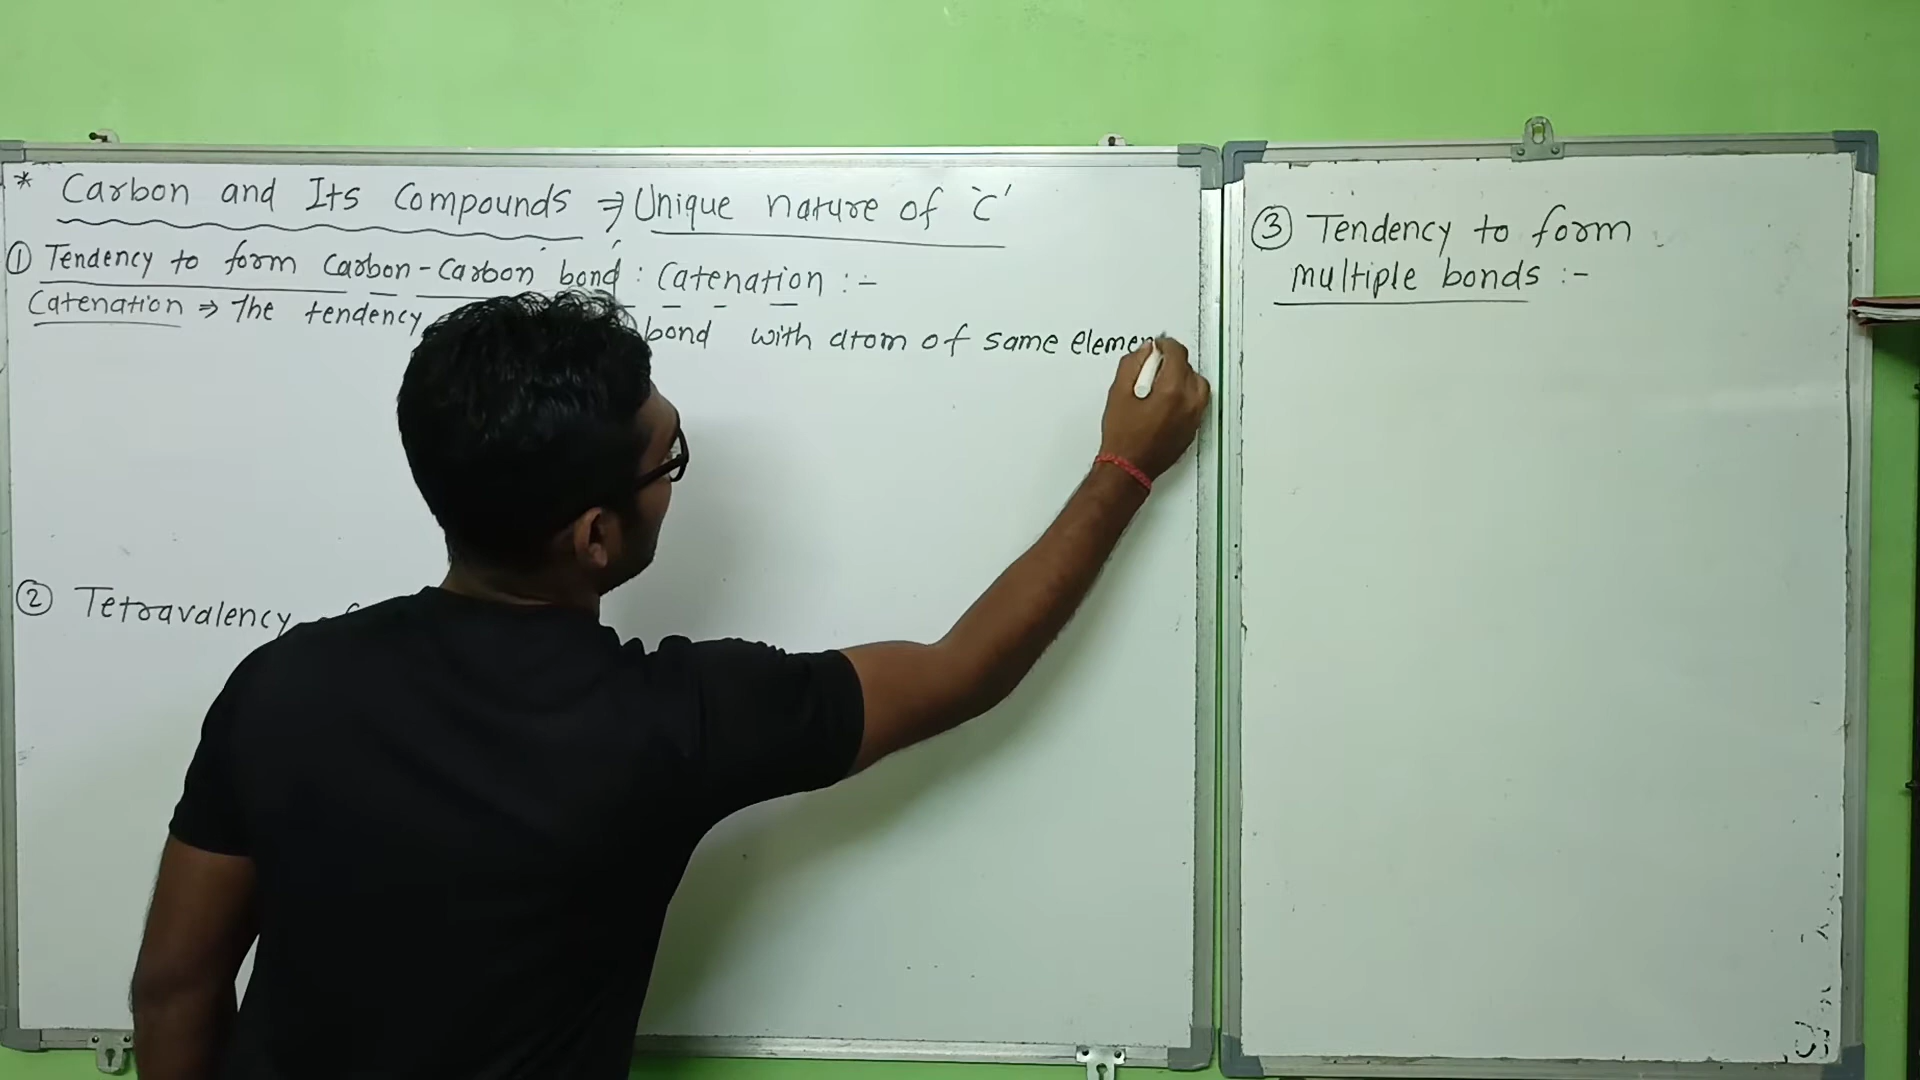 * Carbon and Its Compounds ⇒ Unique nature of 'C'
① Tendency to form Carbon-Carbon bond : Catenation :-
Catenation ⇒ The tendency bond with atom of same elemen
② Tetravalency
③ Tendency to form
multiple bonds :-